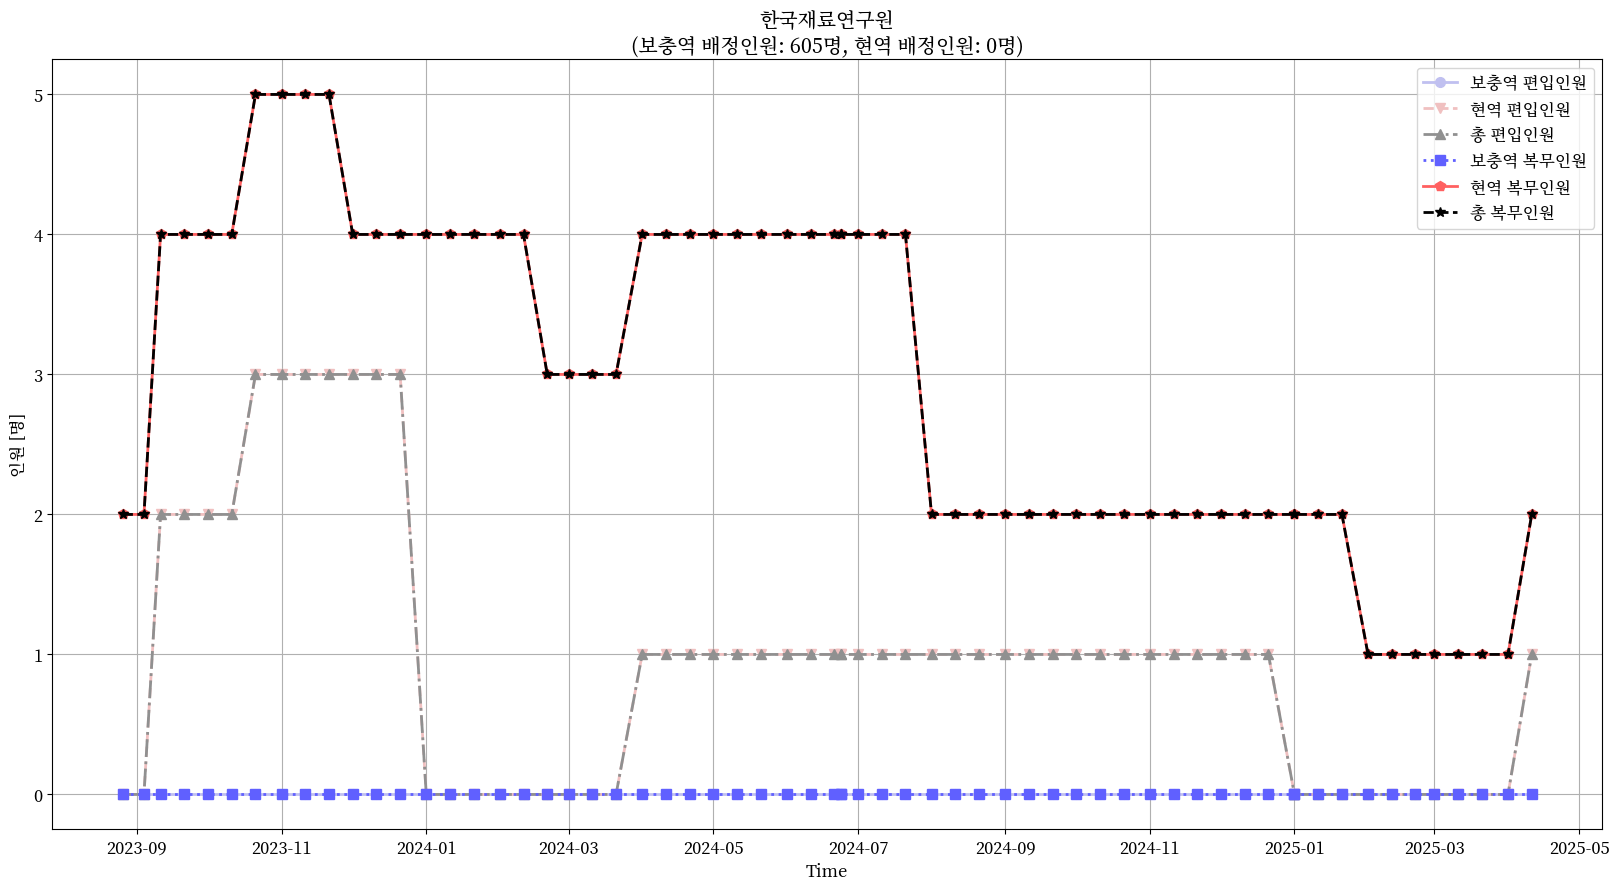 한국재료연구원
(보충역 배정인원: 605명, 현역 배정인원: 0명)
보충역 편입인원
현역 편입인원
총 편입인원
보충역 복무인원
현역 복무인원
총 복무인원
인원 [명]
5
4
3
2
1
0
2023-09 2023-11 2024-01 2024-03 2024-05 2024-07 2024-09 2024-11 2025-01 2025-03 2025-05
Time